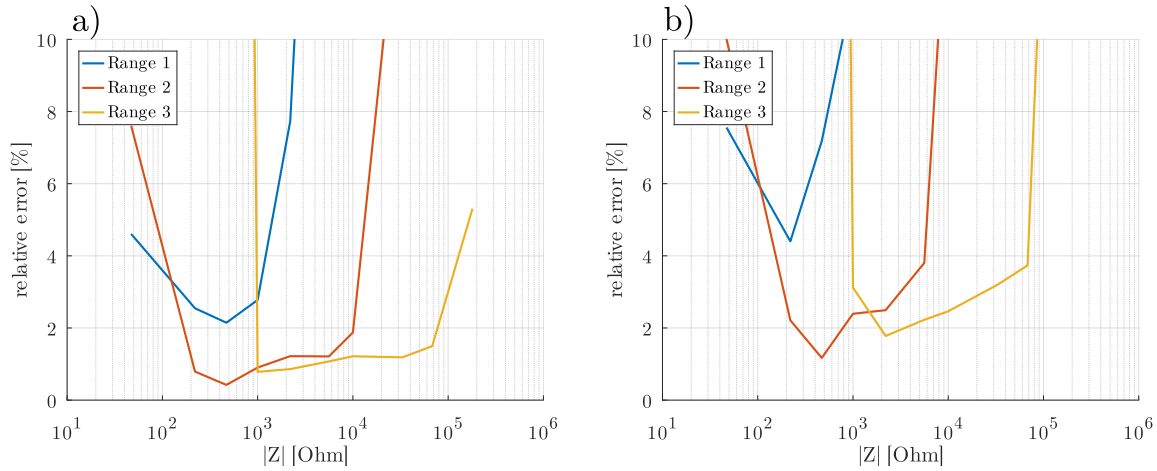 a)
10
8
6
4
2
0
relative error [%]
Range 1
Range 2
Range 3
10^1 10^2 10^3 10^4 10^5 10^6
|Z| [Ohm]
b)
10
8
6
4
2
0
relative error [%]
Range 1
Range 2
Range 3
10^1 10^2 10^3 10^4 10^5 10^6
|Z| [Ohm]